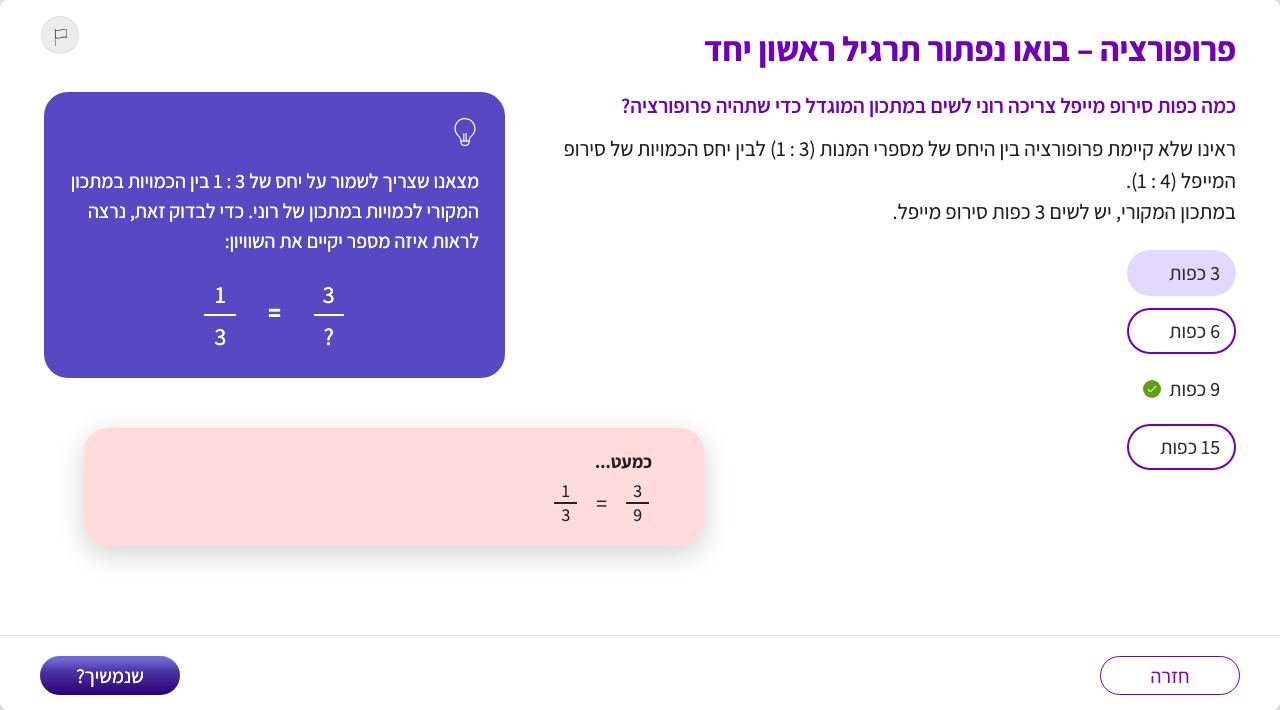 פרופורציה – בואו נפתור תרגיל ראשון יחד
כמה כפות סירופ מייפל צריכה רוני לשים במתכון המוגדל כדי שתהיה פרופורציה?
ראינו שלא קיימת פרופורציה בין היחס של מספרי המנות (3 : 1) לבין יחס הכמויות של סירופ
המייפל (4 : 1).
במתכון המקורי, יש לשים 3 כפות סירופ מייפל.
3 כפות
6 כפות
9 כפות
15 כפות
מצאנו שצריך לשמור על יחס של 3 : 1 בין הכמויות במתכון
המקורי לכמויות במתכון של רוני. כדי לבדוק זאת, נרצה
לראות איזה מספר יקיים את השוויון:
1/3 = 3/?
כמעט...
1/3 = 3/9
חזרה
שנמשיך?